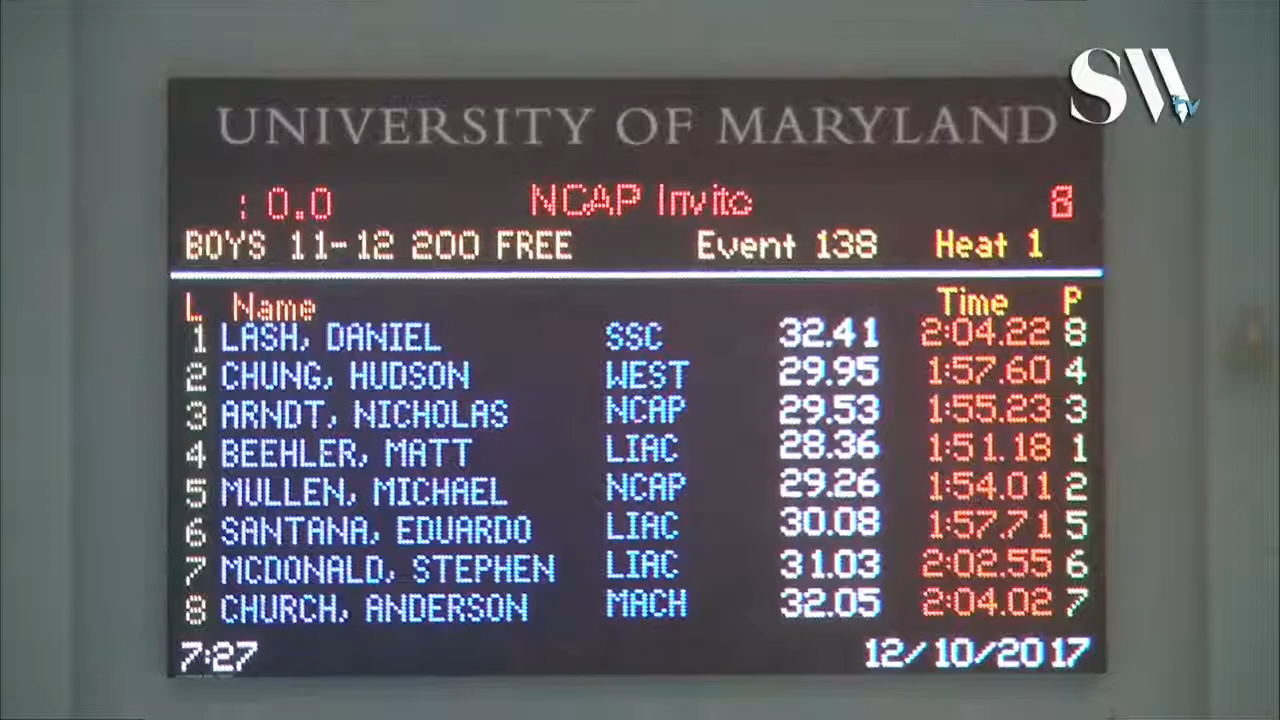 SW tv
UNIVERSITY OF MARYLAND
: 0.0 NCAP Invite
BOYS 11-12 200 FREE Event 138 Heat 1
L Name Time P
1 LASH, DANIEL SSC 32.41 2:04.22 8
2 CHUNG, HUDSON WEST 29.95 1:57.60 4
3 ARNDT, NICHOLAS NCAP 29.53 1:55.23 3
4 BEEHLER, MATT LIAC 28.36 1:51.18 1
5 MULLEN, MICHAEL NCAP 29.26 1:54.01 2
6 SANTANA, EDUARDO LIAC 30.08 1:57.71 5
7 MCDONALD, STEPHEN LIAC 31.03 2:02.55 6
8 CHURCH, ANDERSON MACH 32.05 2:04.02 7
7:27 12/10/2017